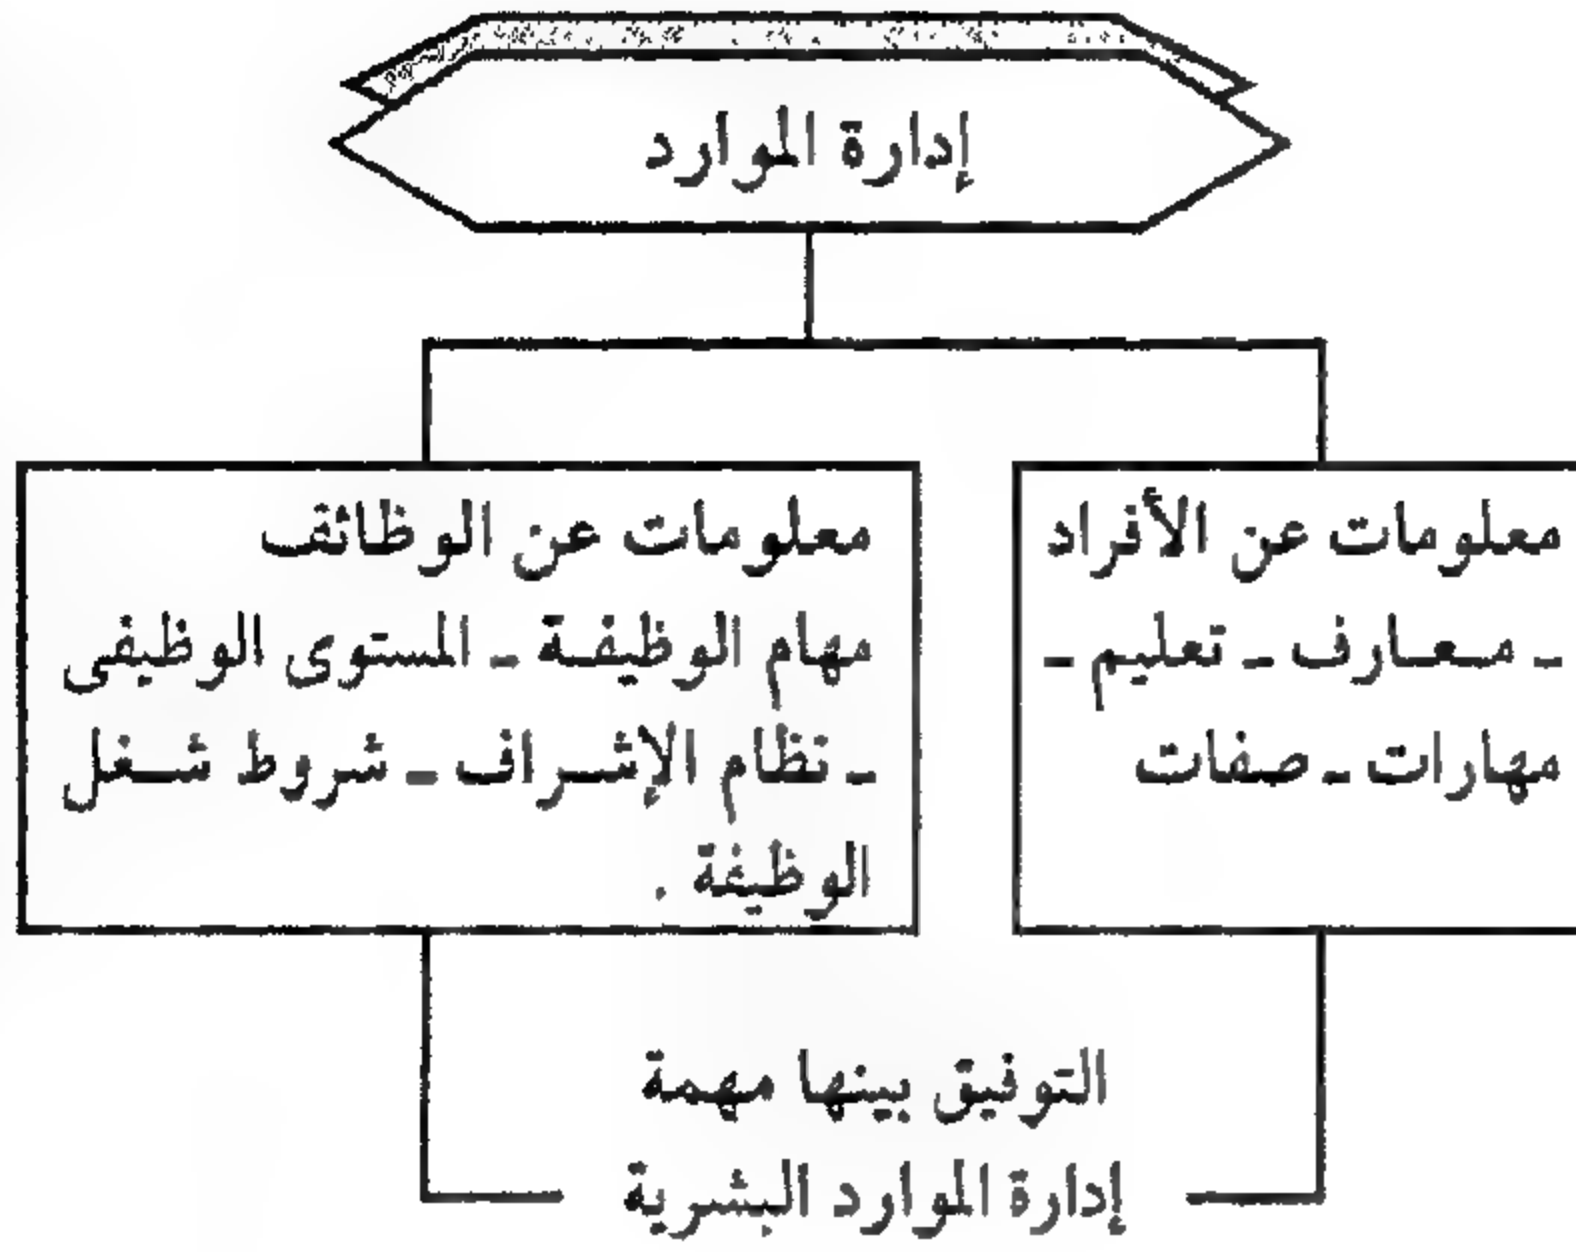 إدارة الموارد
معلومات عن الأفراد
ـ معارف ـ تعليم ـ
مهارات ـ صفات
معلومات عن الوظائف
مهام الوظيفة ـ المستوى الوظيفى
ـ نظام الإشراف ـ شروط شغل
الوظيفة .
التوفيق بينها مهمة
إدارة الموارد البشرية